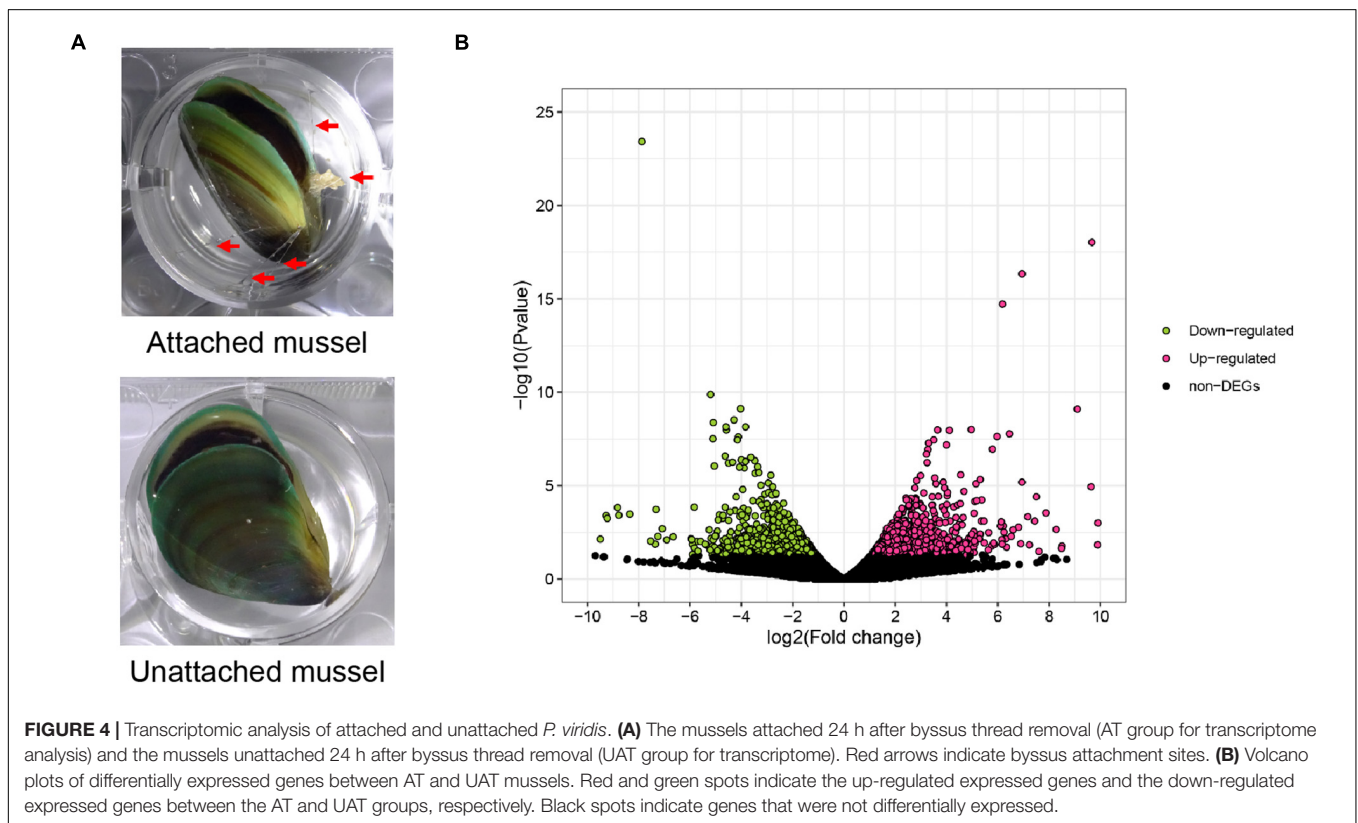 A
B
Attached mussel
Unattached mussel
25
20
15
10
5
0
-log10(Pvalue)
−10 −8 −6 −4 −2 0 2 4 6 8 10
log2(Fold change)
Down−regulated
Up−regulated
non−DEGs
FIGURE 4 | Transcriptomic analysis of attached and unattached P. viridis. (A) The mussels attached 24 h after byssus thread removal (AT group for transcriptome
analysis) and the mussels unattached 24 h after byssus thread removal (UAT group for transcriptome). Red arrows indicate byssus attachment sites. (B) Volcano
plots of differentially expressed genes between AT and UAT mussels. Red and green spots indicate the up-regulated expressed genes and the down-regulated
expressed genes between the AT and UAT groups, respectively. Black spots indicate genes that were not differentially expressed.